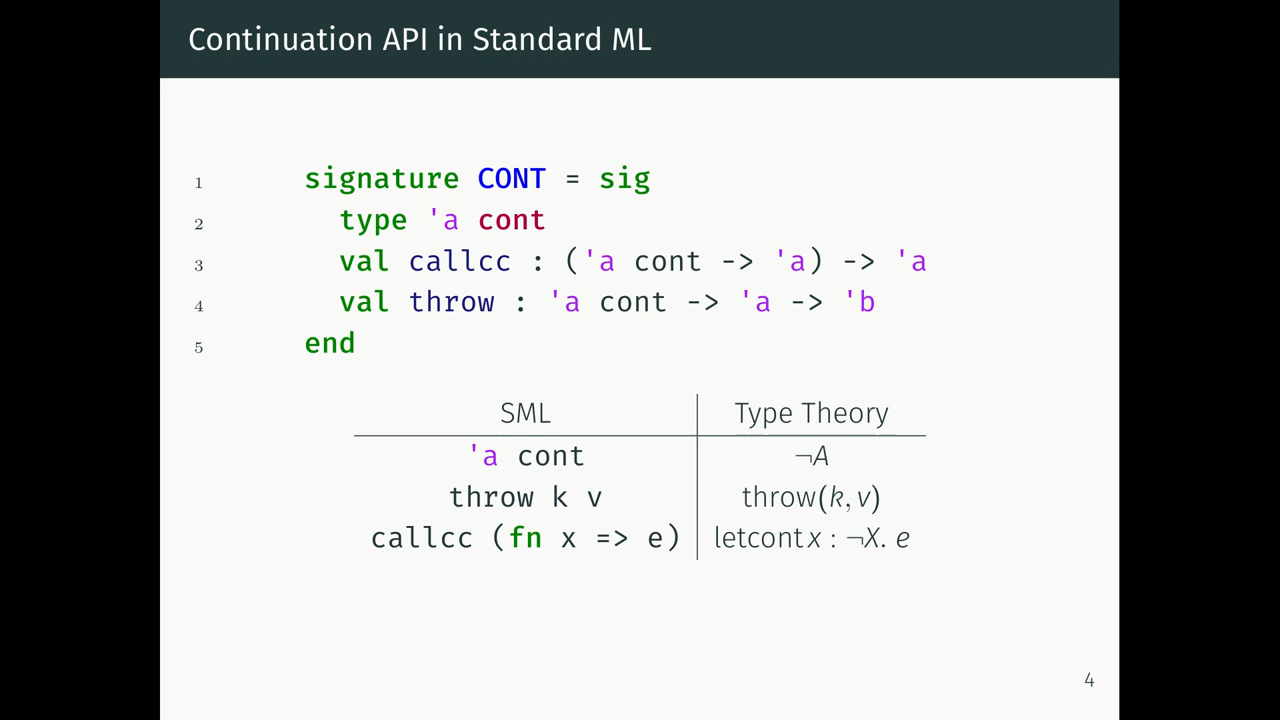 Continuation API in Standard ML
1 signature CONT = sig
2 type 'a cont
3 val callcc : ('a cont -> 'a) -> 'a
4 val throw : 'a cont -> 'a -> 'b
5 end
SML Type Theory
'a cont ¬A
throw k v throw(k, v)
callcc (fn x => e) letcont x : ¬X. e
4